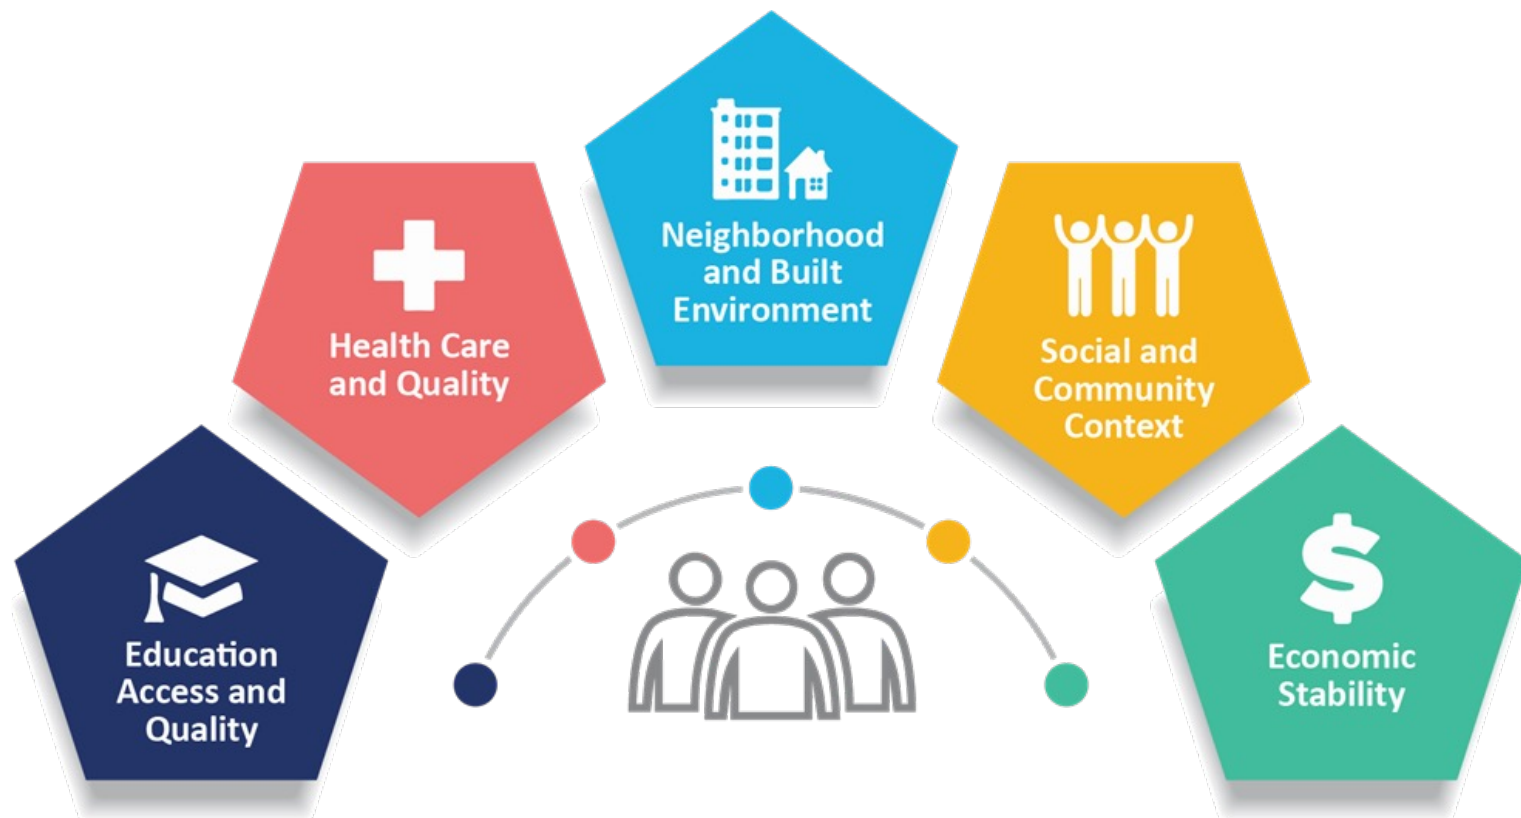 Education
Access and
Quality
Health Care
and Quality
Neighborhood
and Built
Environment
Social and
Community
Context
Economic
Stability